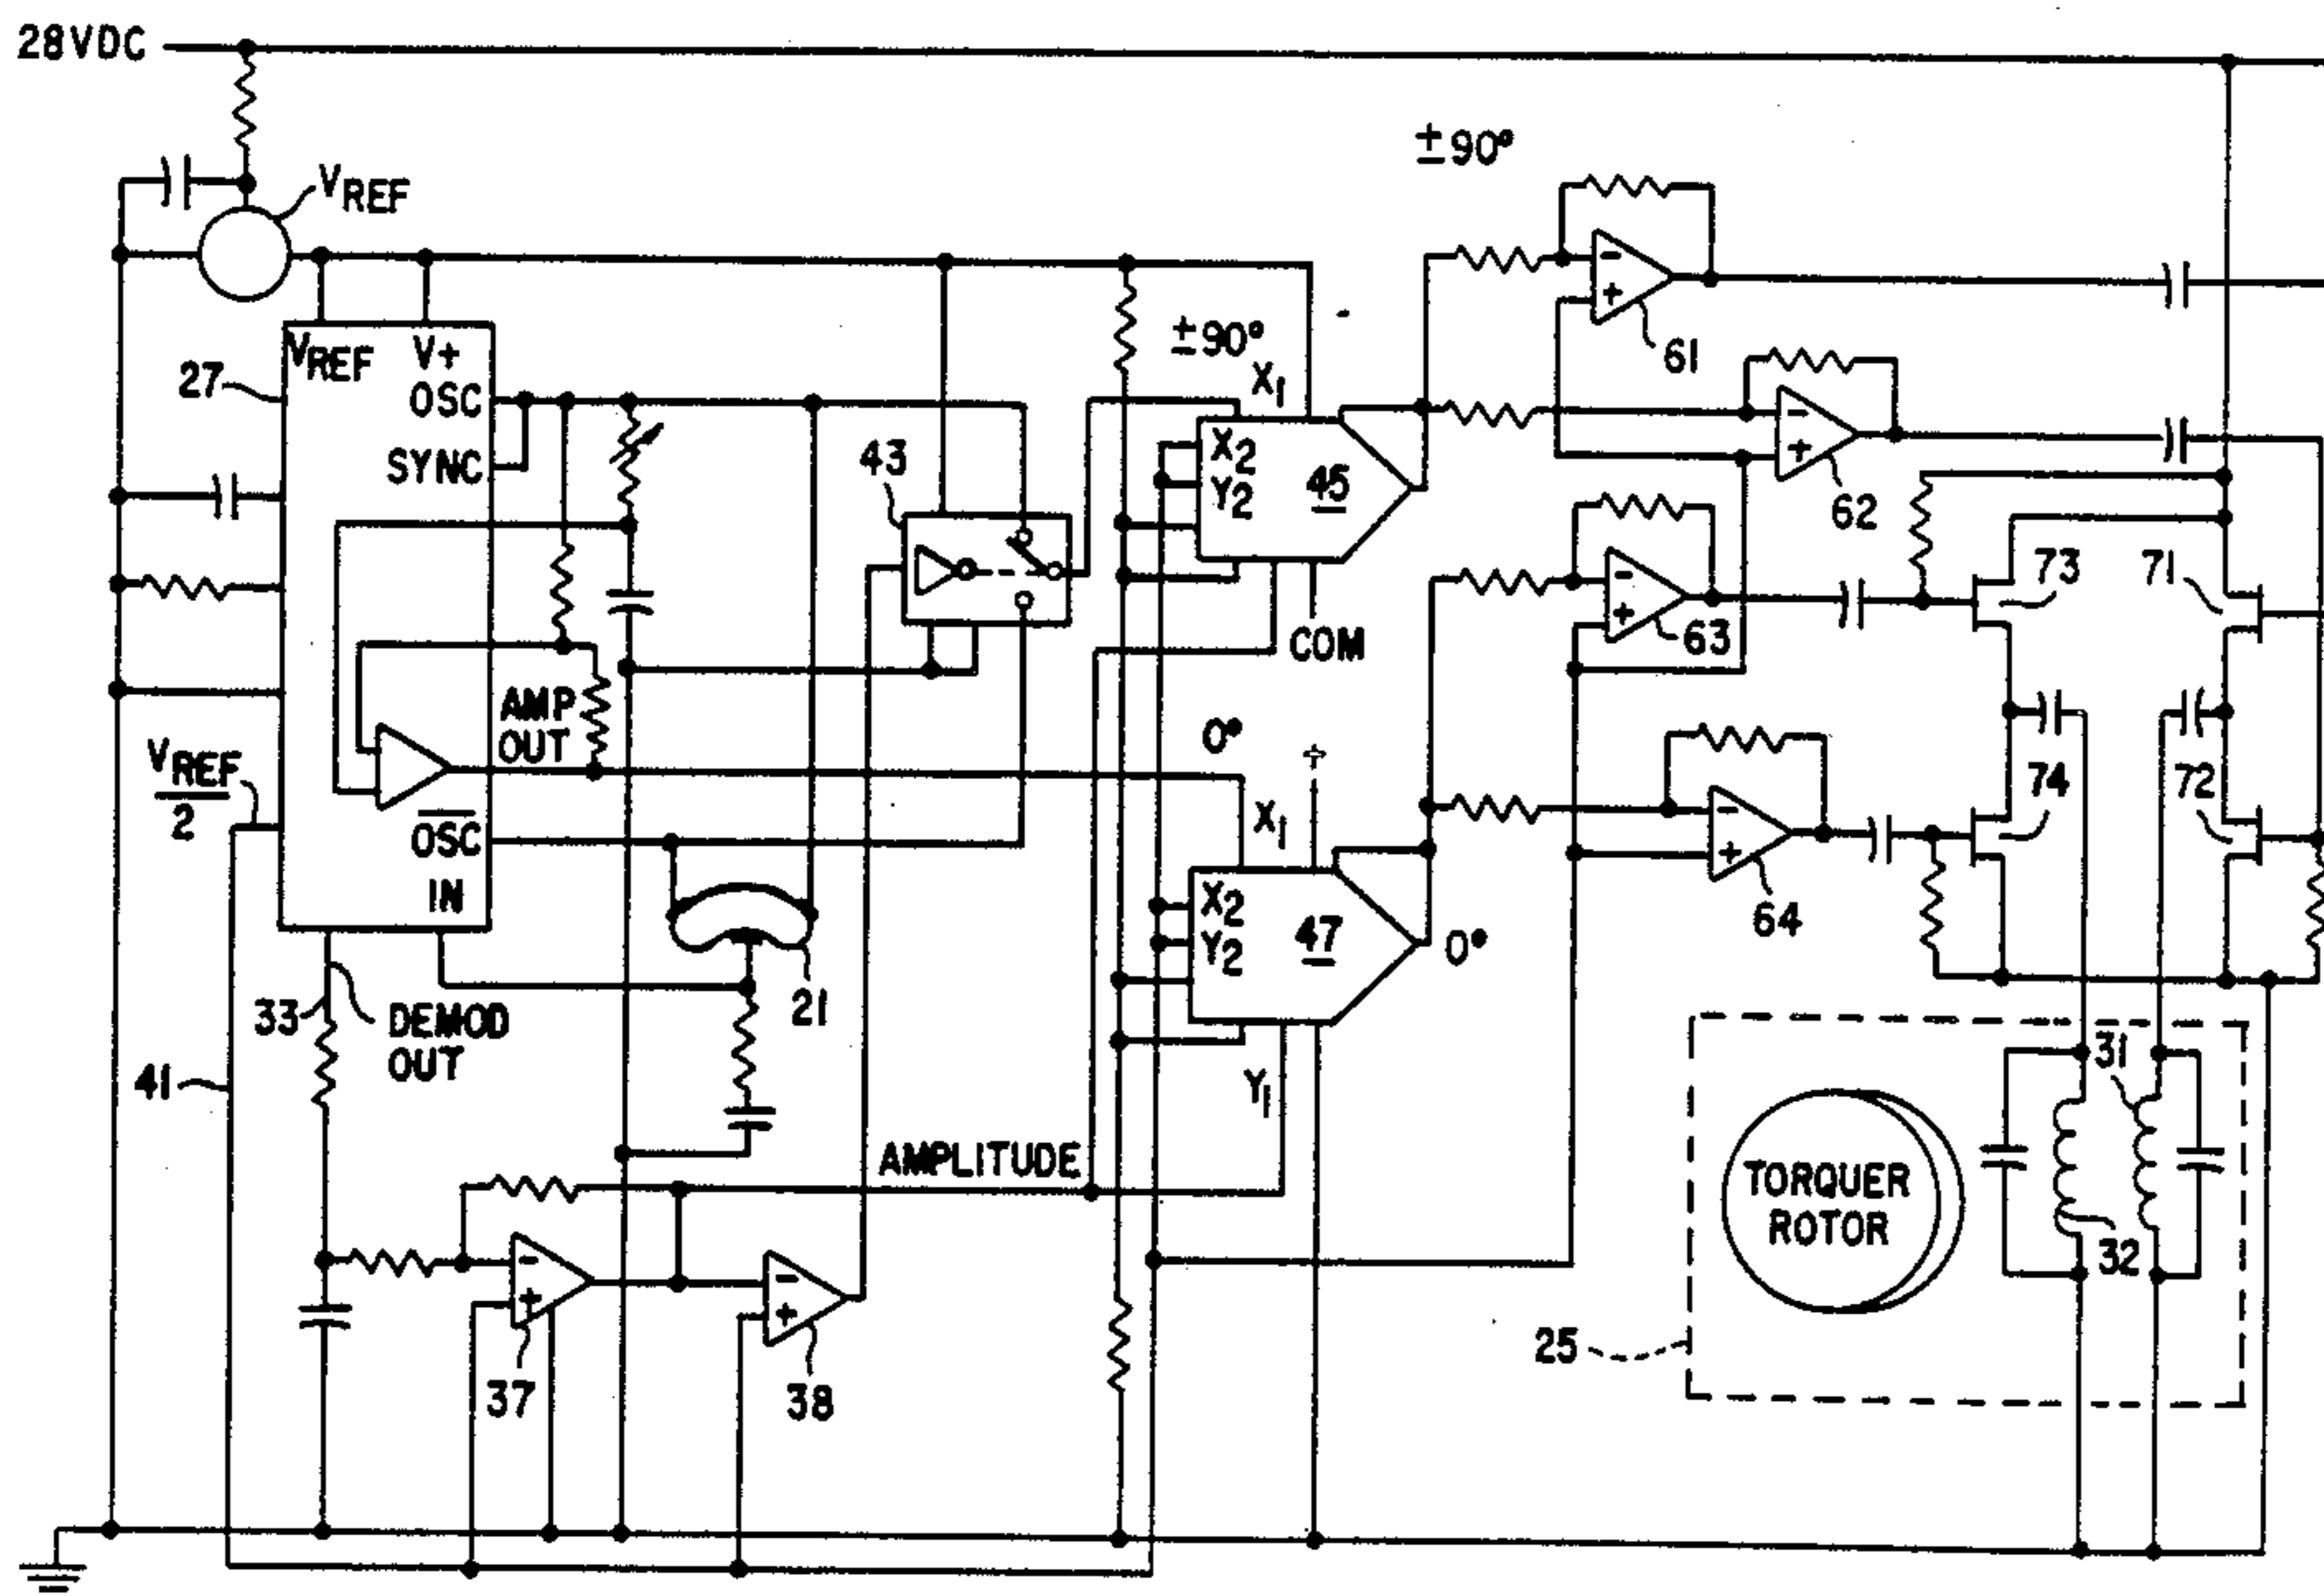 28VDC
±90°
VREF
VREF V+
27
OSC
±90°
X1
61
SYNC
43
X2
Y2
45
62
73
71
COM
63
AMP
OUT
0°
VREF
2
74
72
OSC
X1
IN
X2
Y2
47
0°
64
33
DEMOD
OUT
21
41
Y1
31
AMPLITUDE
TORQUER
ROTOR
32
25
37
38
-
+
-
+
-
+
-
+
-
+
-
+